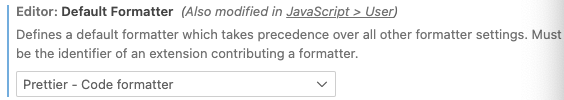 Editor: Default Formatter (Also modified in JavaScript > User)
Defines a default formatter which takes precedence over all other formatter settings. Must
be the identifier of an extension contributing a formatter.
Prettier - Code formatter